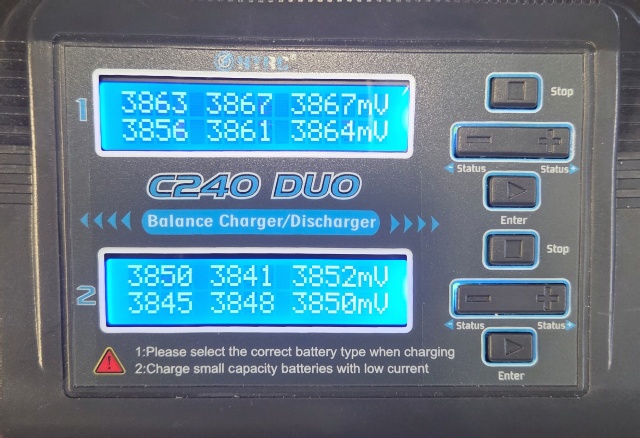 HTRC
1
3863 3867 3867mV
3856 3861 3864mV
Stop
Status Status
Enter
C240 DUO
Balance Charger/Discharger
2
3850 3841 3852mV
3845 3848 3850mV
Stop
Status Status
Enter
1:Please select the correct battery type when charging
2:Charge small capacity batteries with low current